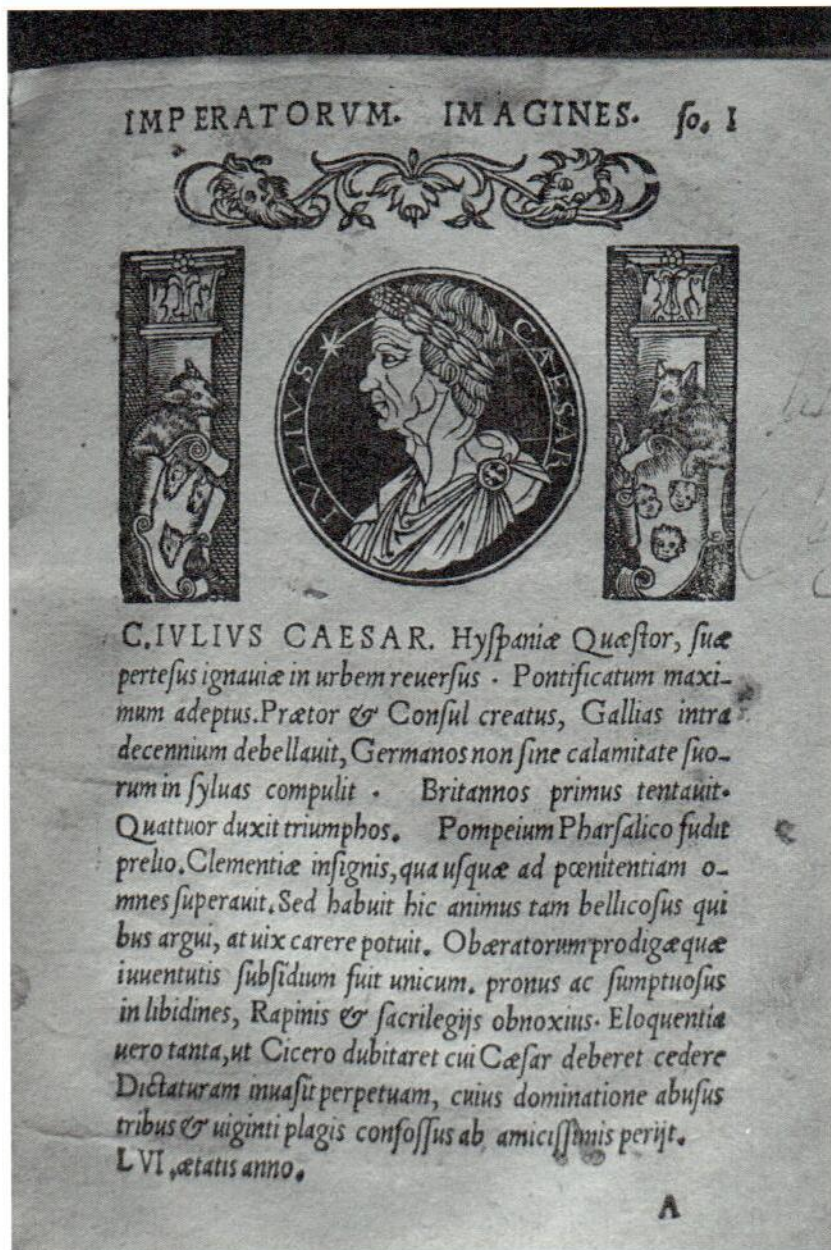 IMPERATORVM. IMAGINES. fo. I
IVLIVS CAESAR
C. IVLIVS CAESAR. Hyſpaniæ Quæſtor, ſuæ
perteſus ignauiæ in urbem reuerſus . Pontificatum maxi-
mum adeptus. Prætor & Conſul creatus, Gallias intra
decennium debellauit, Germanos non ſine calamitate ſuo-
rum in ſyluas compulit . Britannos primus tentauit.
Quattuor duxit triumphos. Pompeium Pharſalico fudit
prelio. Clementiæ inſignis, qua uſquæ ad pœnitentiam o-
mnes ſuperauit. Sed habuit hic animus tam bellicoſus qui
bus argui, at uix carere potuit. Obæratorum prodigæquæ
iuuentutis ſubſidium fuit unicum. pronus ac ſumptuoſus
in libidines, Rapinis & ſacrilegijs obnoxius. Eloquentia
uero tanta, ut Cicero dubitaret cui Cæſar deberet cedere
Dictaturam inuaſit perpetuam, cuius dominatione abuſus
tribus & uiginti plagis confoſſus ab amiciſſimis perijt.
LVI, ætatis anno.
A